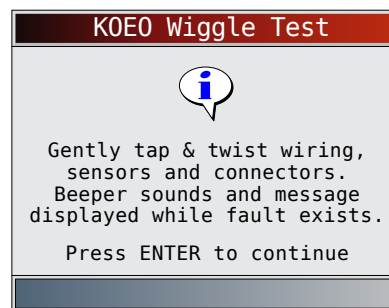 KOEO Wiggle Test
i
Gently tap & twist wiring,
sensors and connectors.
Beeper sounds and message
displayed while fault exists.
Press ENTER to continue